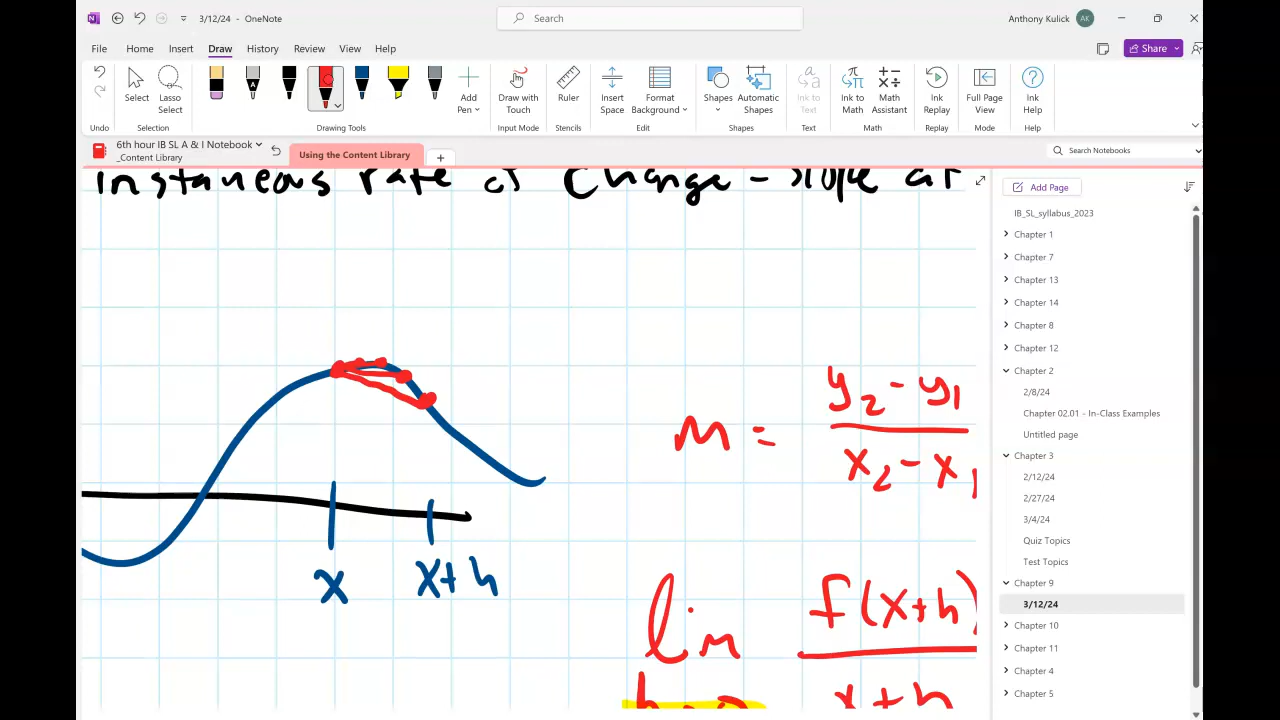 3/12/24 - OneNote
Search
Anthony Kulick
AK
File Home Insert Draw History Review View Help
Share
Select
Lasso Select
Add Pen
Draw with Touch
Ruler
Insert Space
Format Background
Shapes
Automatic Shapes
Ink to Text
Ink to Math
Math Assistant
Ink Replay
Full Page View
Ink Help
Undo Selection Drawing Tools Input Mode Stencils Edit Shapes Text Math Replay Mode Help
6th hour IB SL A & I Notebook
_Content Library
Using the Content Library
+
Search Notebooks
Instaneous rate of Change - slope at
Add Page
IB_SL_syllabus_2023
Chapter 1
Chapter 7
Chapter 13
Chapter 14
Chapter 8
Chapter 12
Chapter 2
2/8/24
Chapter 02.01 - In-Class Examples
Untitled page
Chapter 3
2/12/24
2/27/24
3/4/24
Quiz Topics
Test Topics
Chapter 9
3/12/24
Chapter 10
Chapter 11
Chapter 4
Chapter 5
m = y2 - y1
x2 - x1
x x+h
lim f(x+h)
x+h